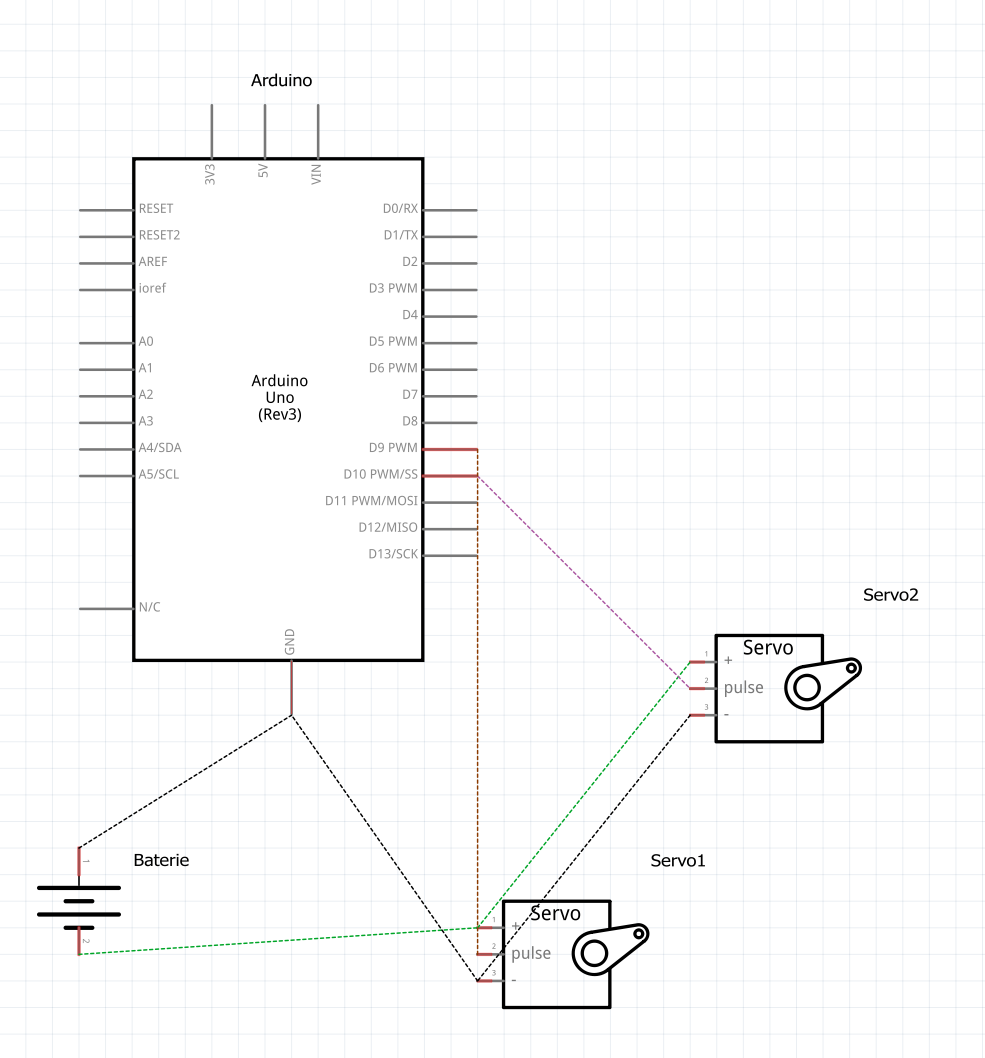 Arduino
3V3
5V
VIN
RESET
D0/RX
RESET2
D1/TX
AREF
D2
ioref
D3 PWM
D4
A0
D5 PWM
A1
D6 PWM
A2
D7
A3
D8
Arduino
Uno
(Rev3)
A4/SDA
D9 PWM
A5/SCL
D10 PWM/SS
D11 PWM/MOSI
D12/MISO
D13/SCK
N/C
GND
Servo2
Servo
1
+
2
pulse
3
-
Baterie
1
2
Servo1
Servo
1
+
2
pulse
3
-